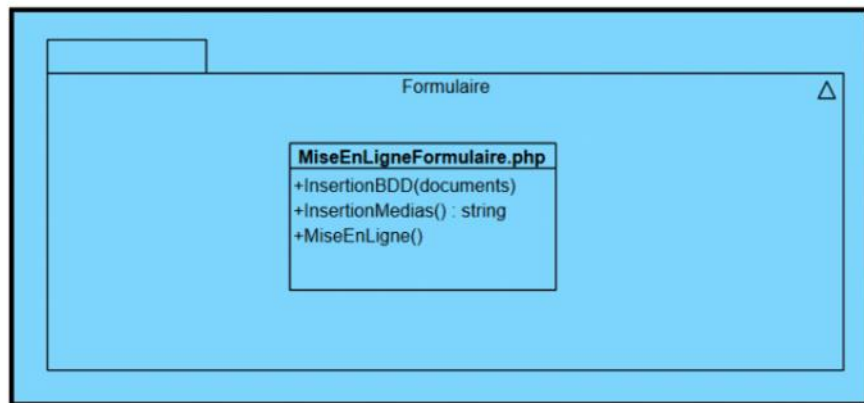 Formulaire
MiseEnLigneFormulaire.php
+InsertionBDD(documents)
+InsertionMedias() : string
+MiseEnLigne()